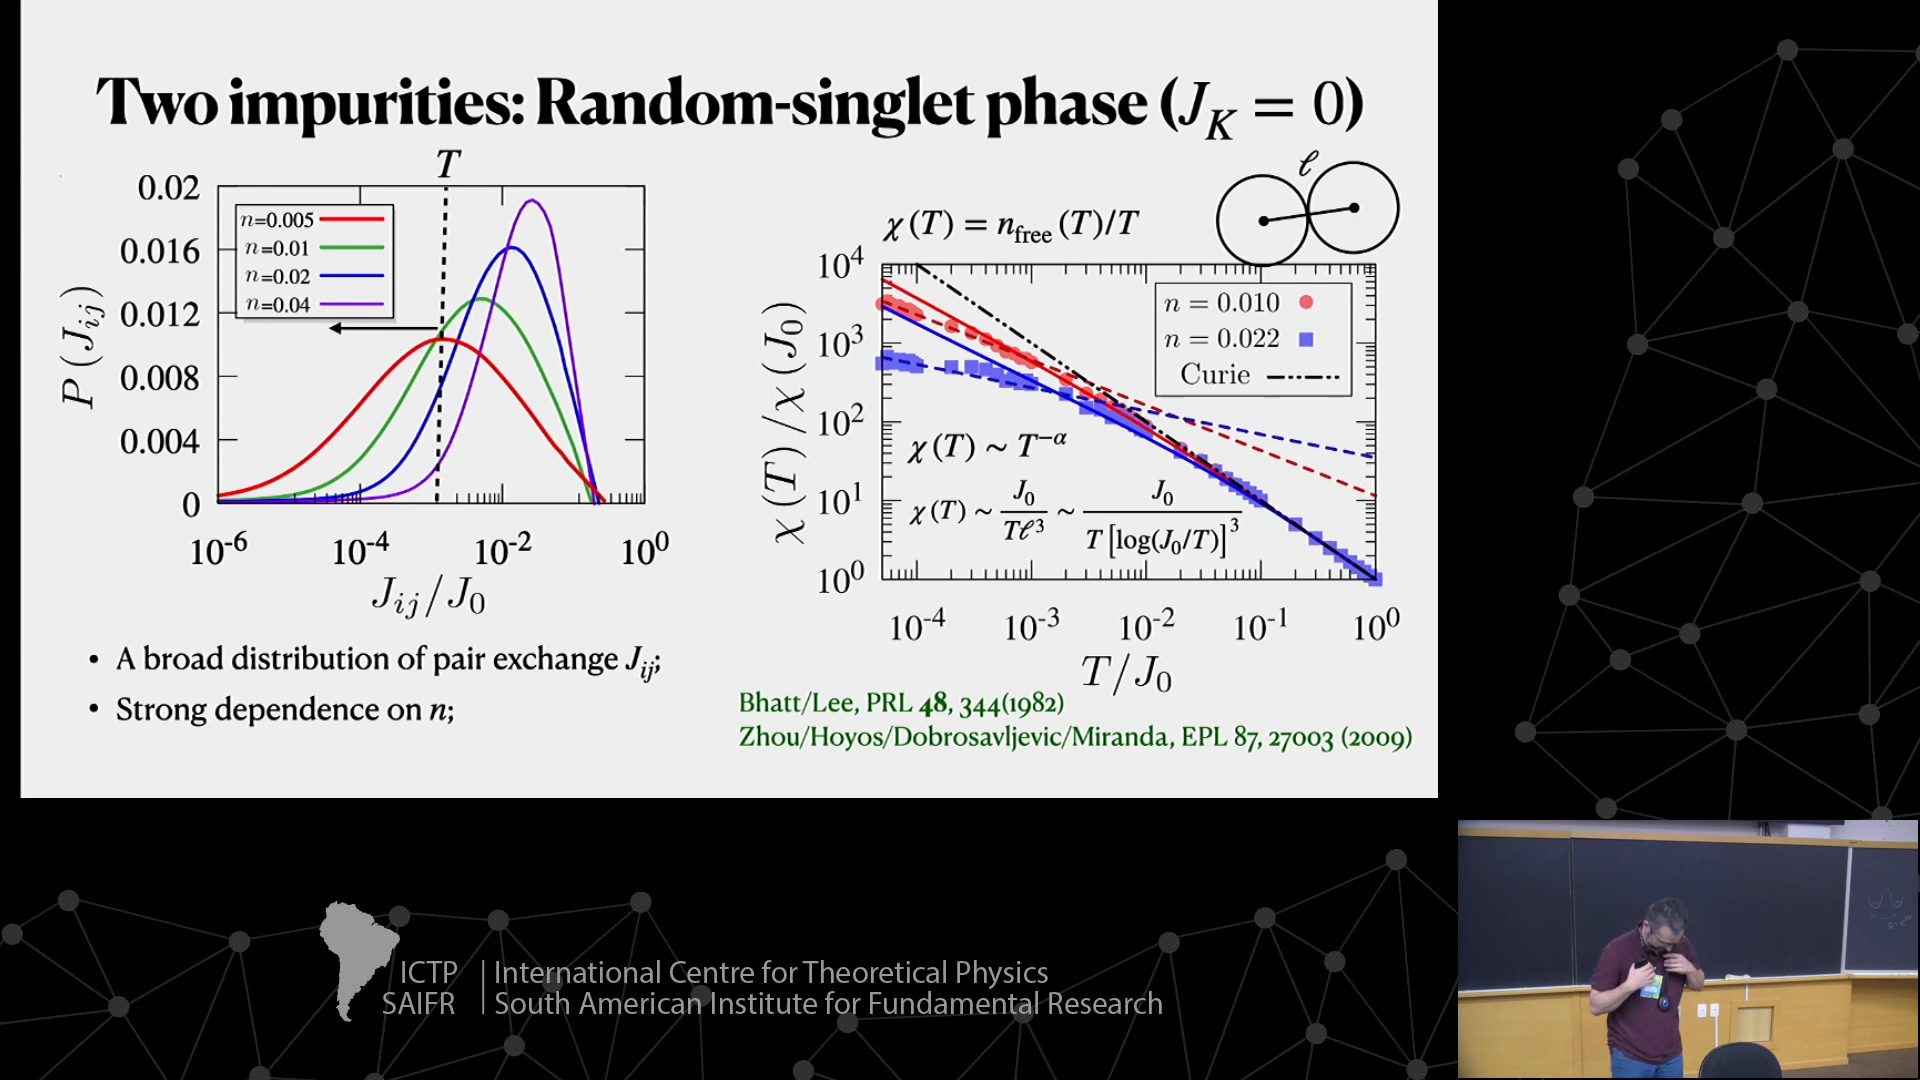 Two impurities: Random-singlet phase (J_K = 0)
T
0.02
0.016
0.012
0.008
0.004
0
P (J_ij)
n=0.005
n=0.01
n=0.02
n=0.04
10^-6 10^-4 10^-2 10^0
J_ij/J_0
• A broad distribution of pair exchange J_ij;
• Strong dependence on n;
ℓ
χ(T) = n_free(T)/T
10^4
10^3
10^2
10^1
10^0
χ(T)/χ(J_0)
n = 0.010
n = 0.022
Curie
χ(T) ~ T^-α
χ(T) ~ J_0/Tℓ^3 ~ J_0/T[log(J_0/T)]^3
10^-4 10^-3 10^-2 10^-1 10^0
T/J_0
Bhatt/Lee, PRL 48, 344(1982)
Zhou/Hoyos/Dobrosavljevic/Miranda, EPL 87, 27003 (2009)
ICTP International Centre for Theoretical Physics
SAIFR South American Institute for Fundamental Research